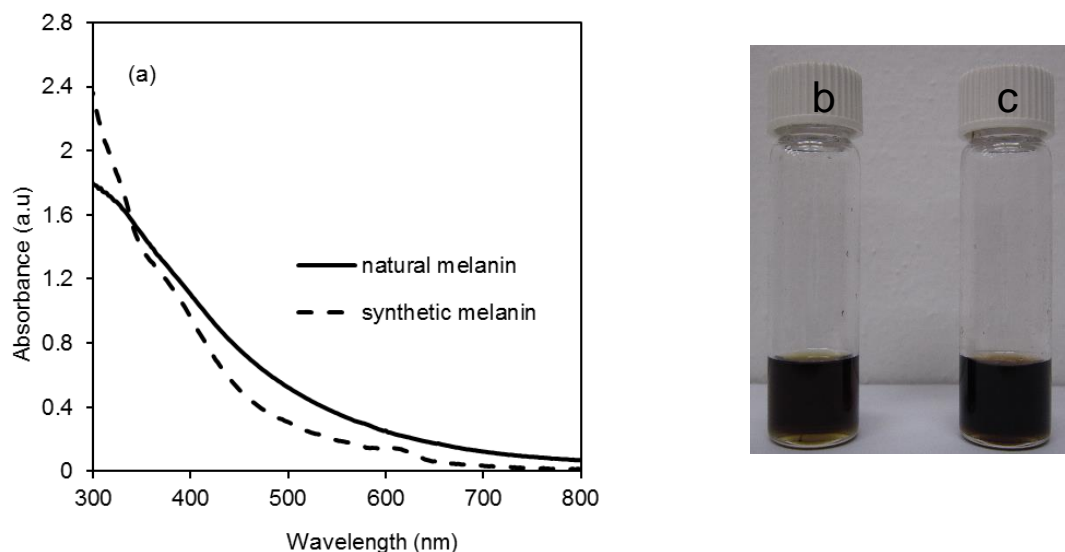 2.8
(a)
2.4
2
1.6
1.2
0.8
0.4
0
Absorbance (a.u)
natural melanin
synthetic melanin
300 400 500 600 700 800
Wavelength (nm)
b
c